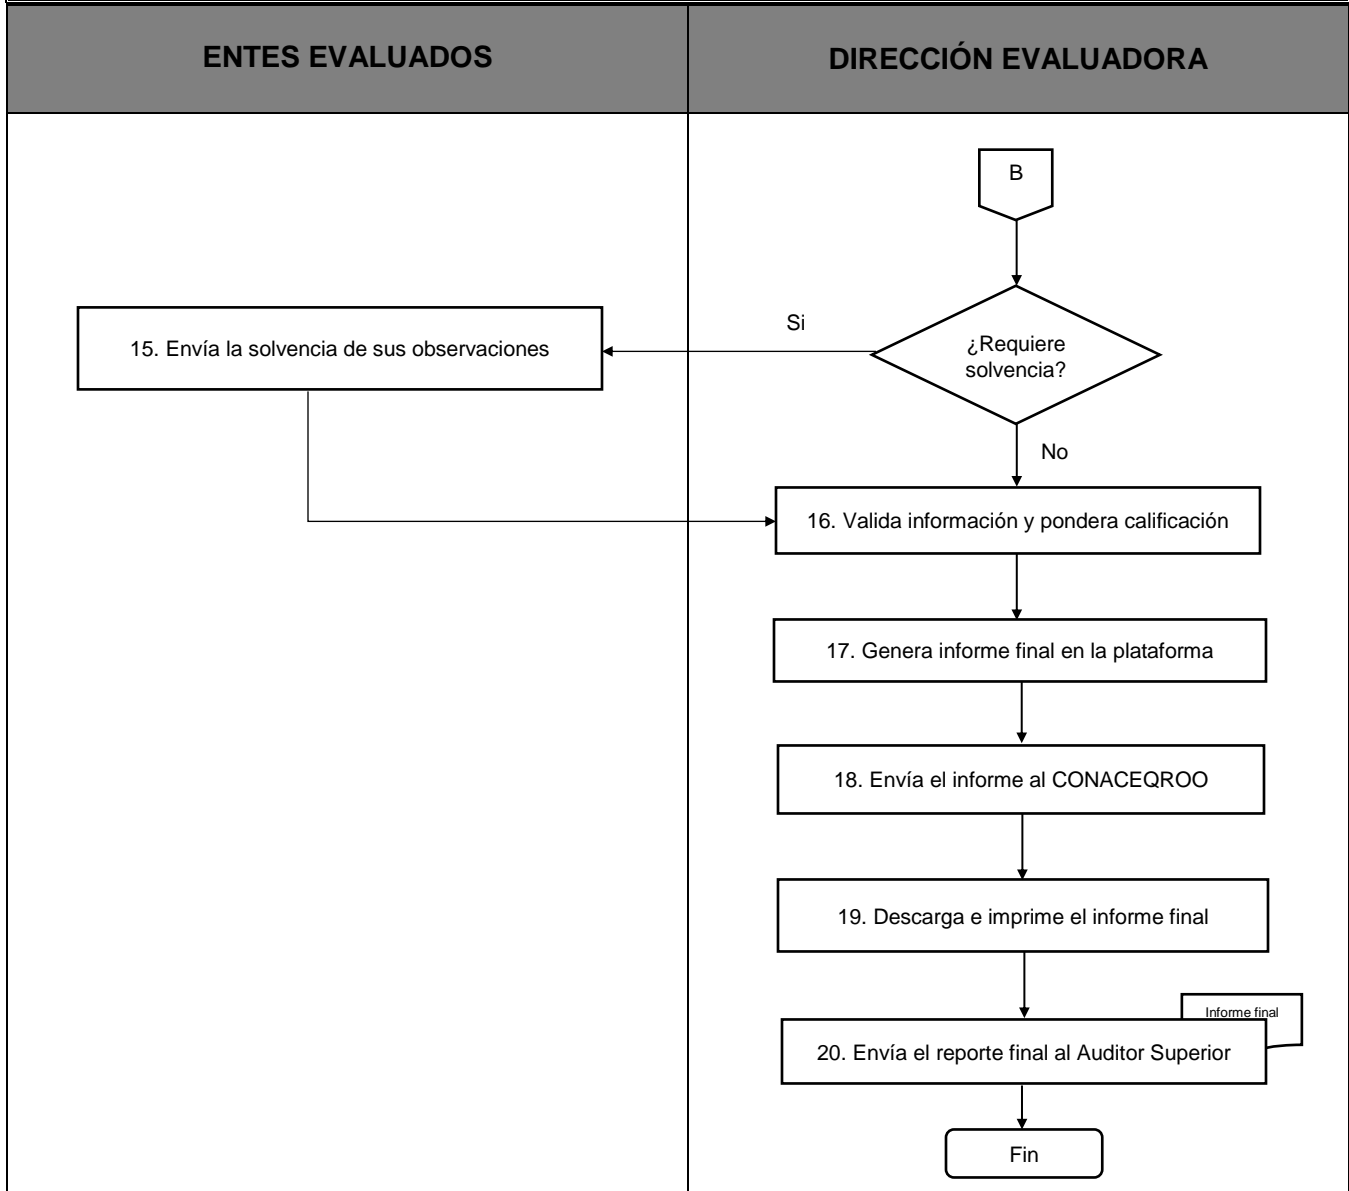 ENTES EVALUADOS
DIRECCIÓN EVALUADORA
B
¿Requiere
solvencia?
Si
15. Envía la solvencia de sus observaciones
No
16. Valida información y pondera calificación
17. Genera informe final en la plataforma
18. Envía el informe al CONACEQROO
19. Descarga e imprime el informe final
Informe final
20. Envía el reporte final al Auditor Superior
Fin